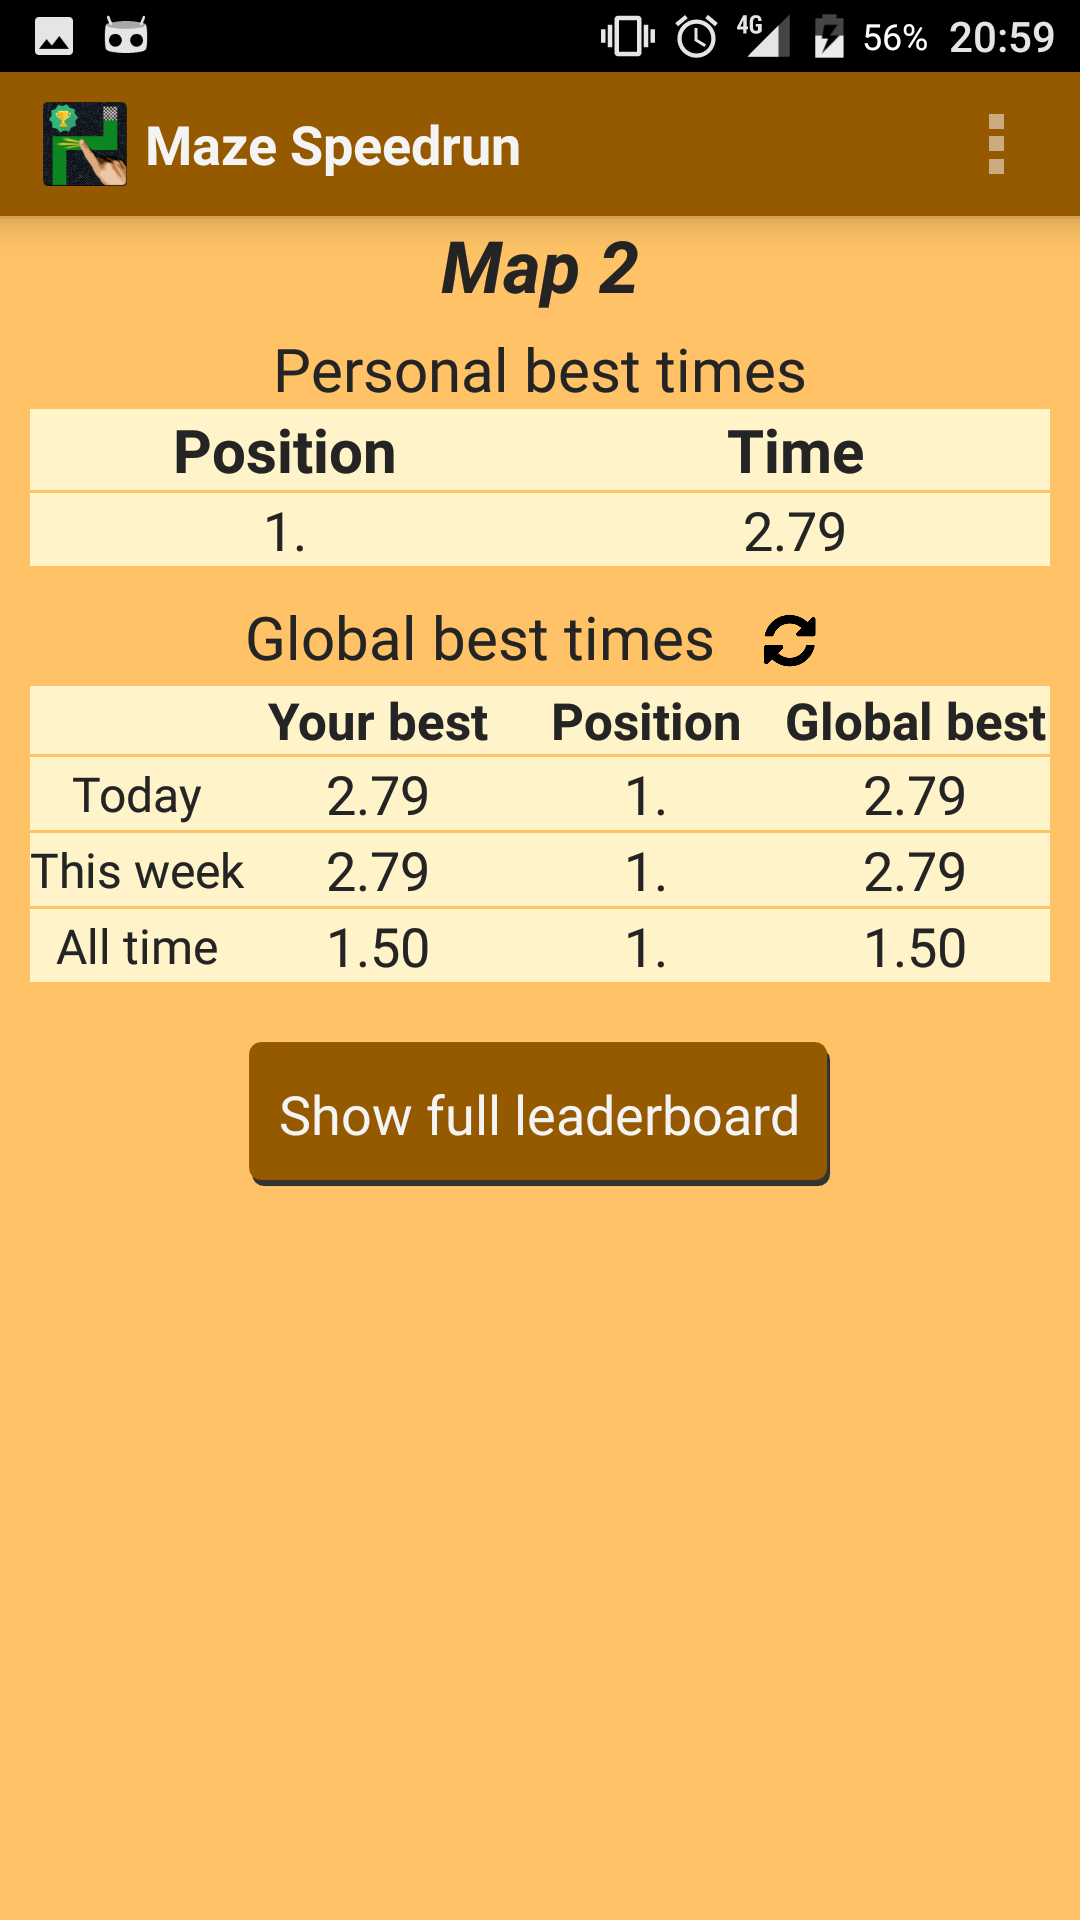 4G 56% 20:59
Maze Speedrun
Map 2
Personal best times
Position Time
1. 2.79
Global best times
Your best Position Global best
Today 2.79 1. 2.79
This week 2.79 1. 2.79
All time 1.50 1. 1.50
Show full leaderboard